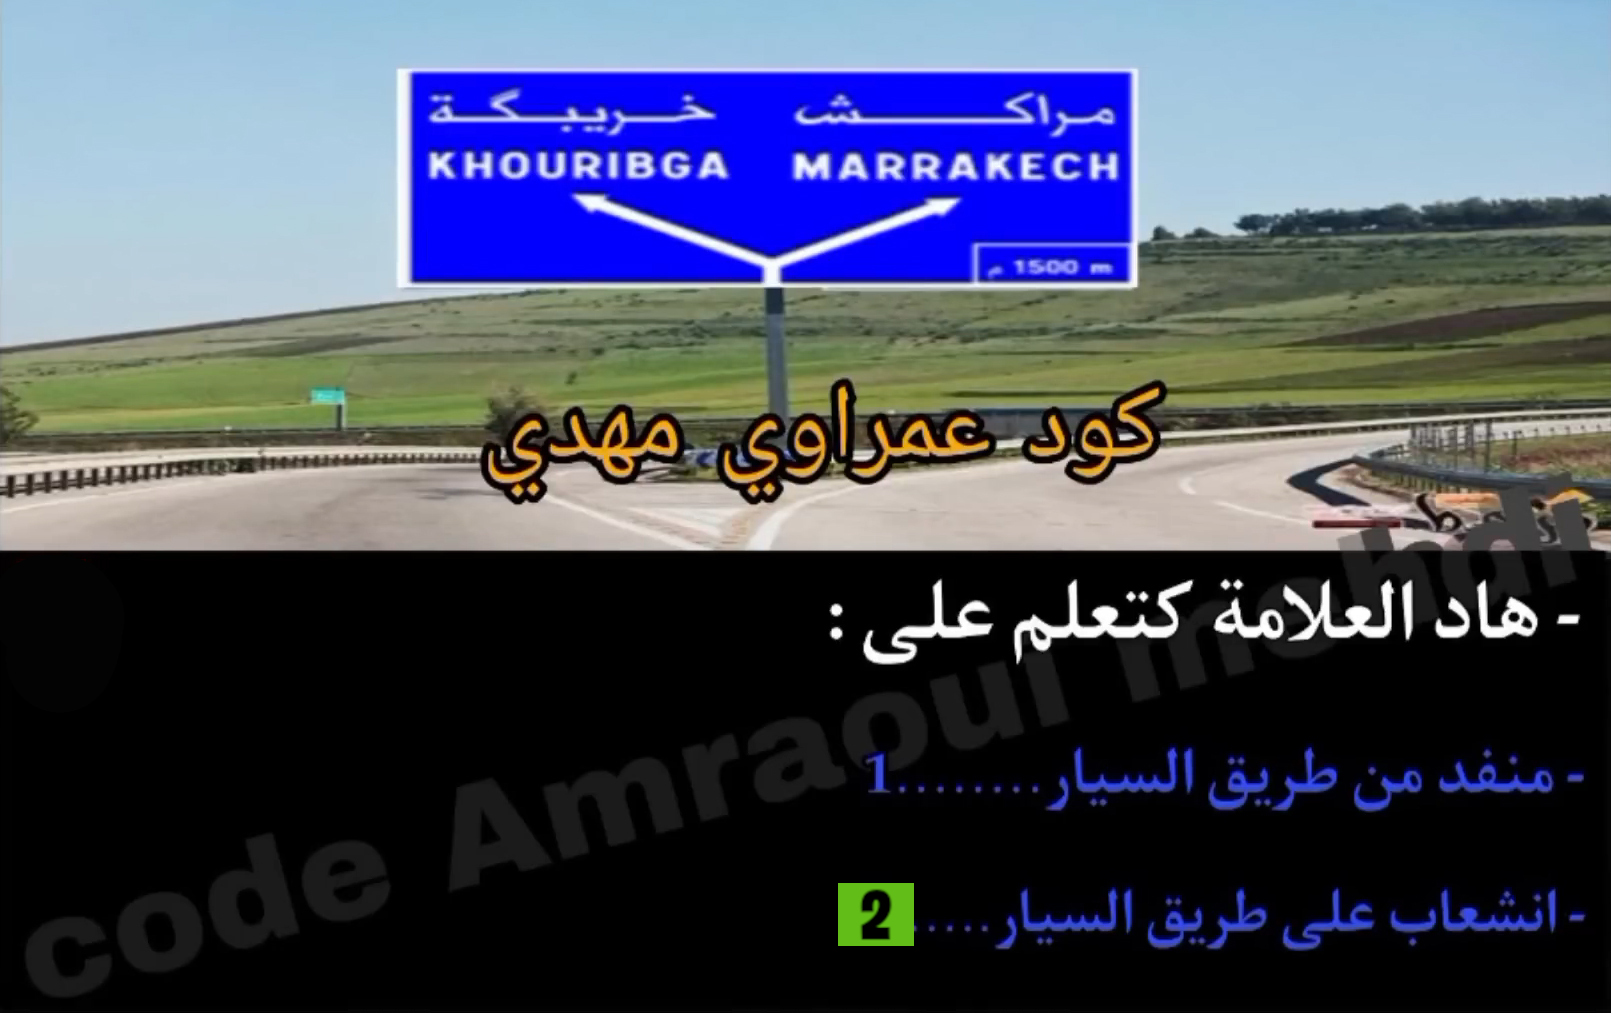 خريبگة مراكش
KHOURIBGA MARRAKECH
م 1500 m
كود عمراوي مهدي
- هاد العلامة كتعلم على :
- منفد من طريق السيار........1
- انشعاب على طريق السيار.....2
code Amraoui mehdi